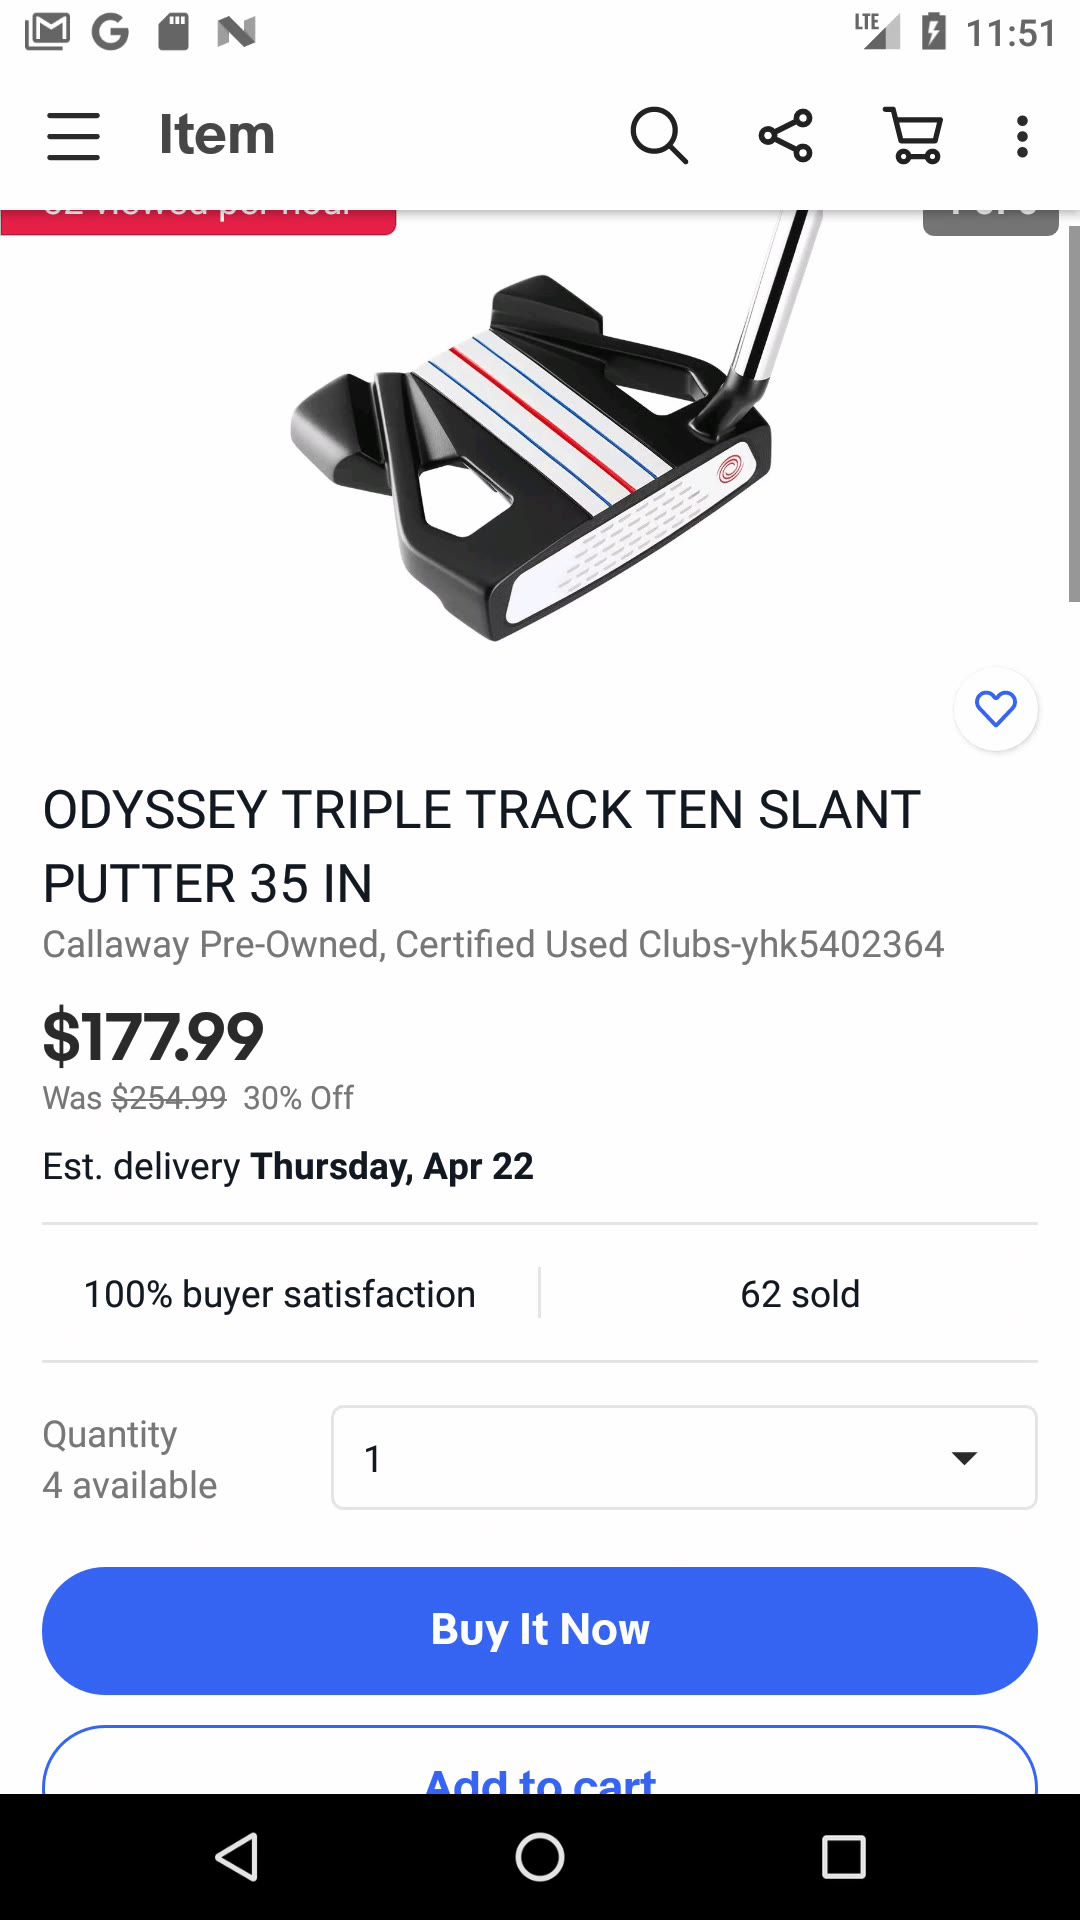 LTE 11:51
Item
ODYSSEY TRIPLE TRACK TEN SLANT
PUTTER 35 IN
Callaway Pre-Owned, Certified Used Clubs-yhk5402364
$177.99
Was $254.99 30% Off
Est. delivery Thursday, Apr 22
100% buyer satisfaction
62 sold
Quantity
4 available
1
Buy It Now
Add to cart